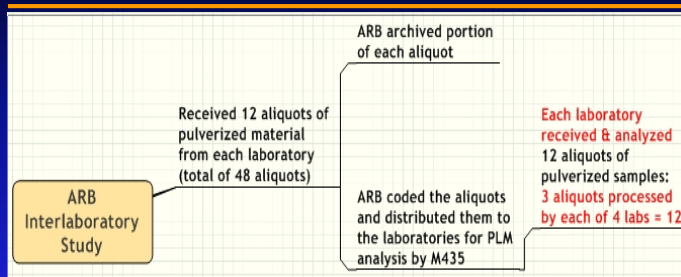 ARB archived portion
of each aliquot
Received 12 aliquots of
pulverized material
from each laboratory
(total of 48 aliquots)
Each laboratory
received & analyzed
12 aliquots of
pulverized samples:
3 aliquots processed
by each of 4 labs = 12
ARB
Interlaboratory
Study
ARB coded the aliquots
and distributed them to
the laboratories for PLM
analysis by M435